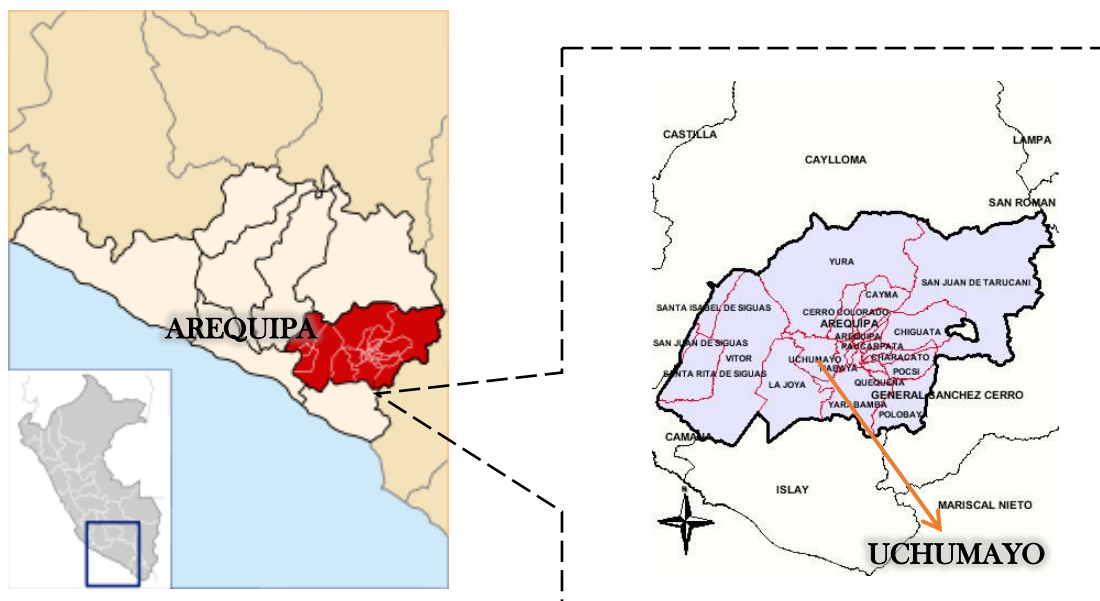 AREQUIPA
CASTILLA
LAMPA
CAYLLOMA
SAN ROMAN
YURA
SAN JUAN DE TARUCANI
CAYMA
SANTA ISABEL DE SIGUAS
CERRO COLORADO
AREQUIPA
CHIGUATA
AREQUIPA
SAN JUAN DE SIGUAS
PAUCARPATA
VITOR
UCHUMAYO
CHARACATO
SANTA RITA DE SIGUAS
POCSI
LA JOYA
QUEQUEÑA
GENERAL SANCHEZ CERRO
YARABAMBA
POLOBAY
CAMANA
ISLAY
N
MARISCAL NIETO
UCHUMAYO